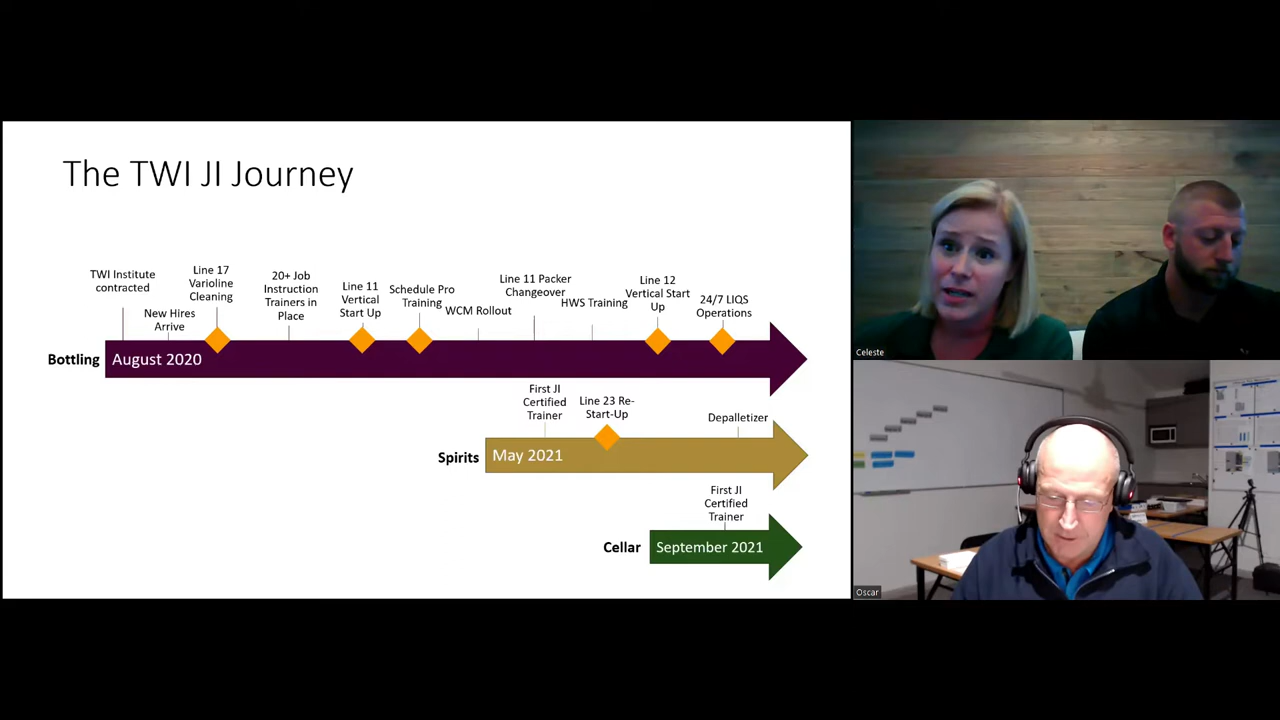 The TWI JI Journey
TWI Institute
contracted
New Hires
Arrive
Line 17
Varioline
Cleaning
20+ Job
Instruction
Trainers in
Place
Line 11
Vertical
Start Up
Schedule Pro
Training
WCM Rollout
Line 11 Packer
Changeover
HWS Training
Line 12
Vertical Start
Up
24/7 LIQS
Operations
Bottling
August 2020
First JI
Certified
Trainer
Line 23 Re-
Start-Up
Depalletizer
Spirits
May 2021
First JI
Certified
Trainer
Cellar
September 2021
Celeste
Oscar